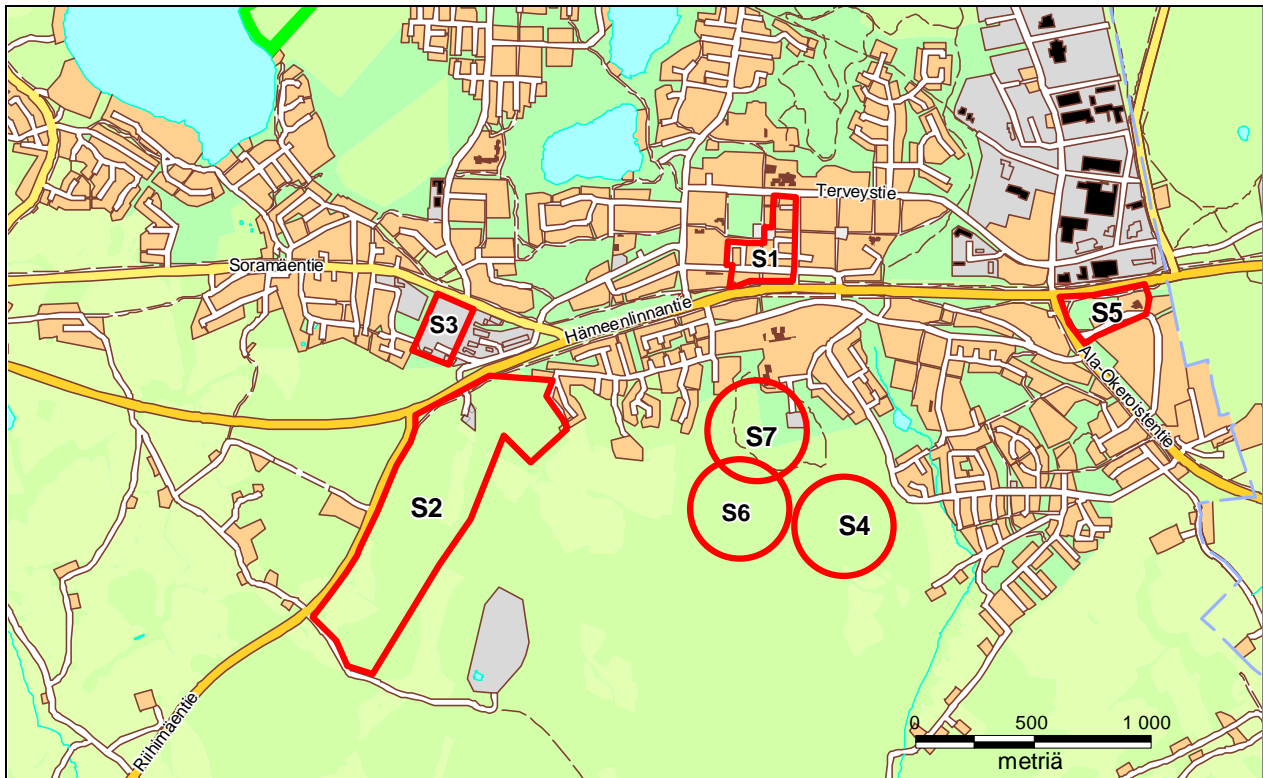 Terveystie
S1
Soramäentie
S5
S3
Hämeenlinnantie
Ala-Okeroistentie
S7
S2
S6
S4
Riihimäentie
0 500 1 000
metriä